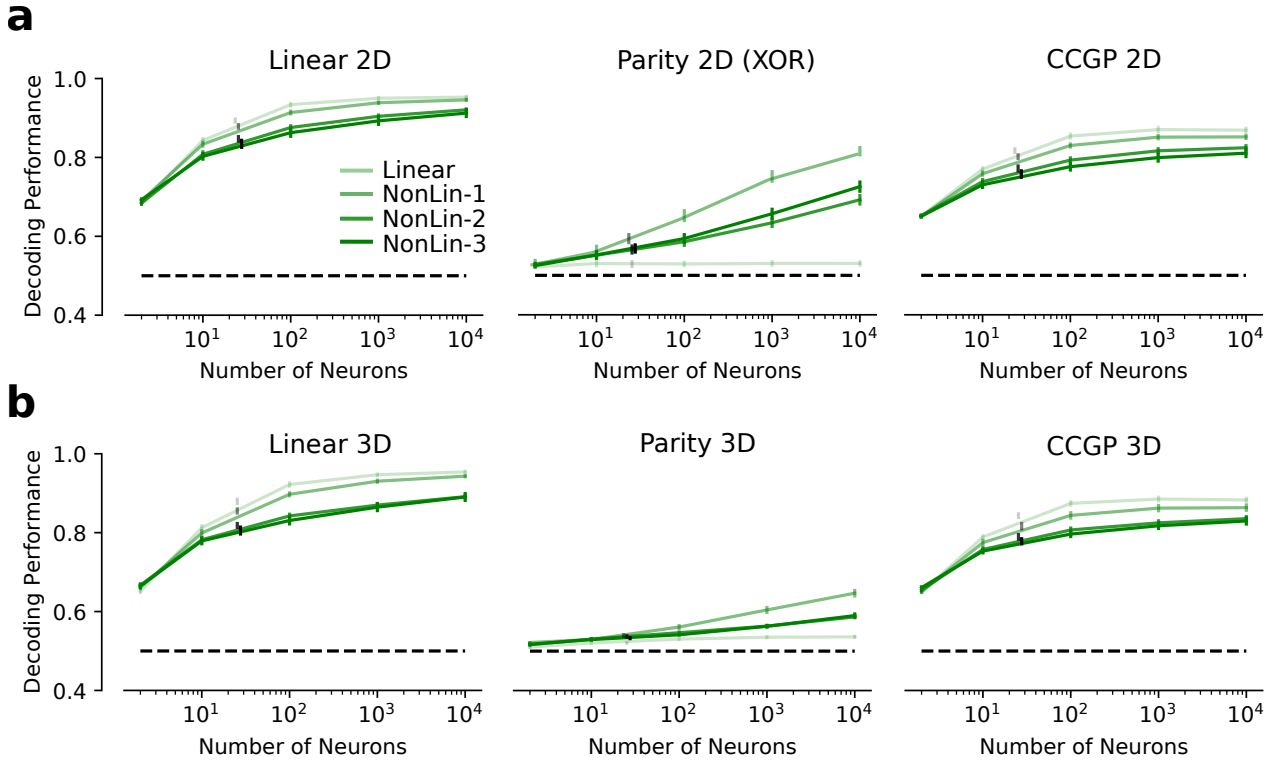 a
Linear 2D
Parity 2D (XOR)
CCGP 2D
Decoding Performance
1.0
0.8
0.6
0.4
Linear
NonLin-1
NonLin-2
NonLin-3
10¹ 10² 10³ 10⁴
10¹ 10² 10³ 10⁴
10¹ 10² 10³ 10⁴
Number of Neurons
Number of Neurons
Number of Neurons
b
Linear 3D
Parity 3D
CCGP 3D
Decoding Performance
1.0
0.8
0.6
0.4
10¹ 10² 10³ 10⁴
10¹ 10² 10³ 10⁴
10¹ 10² 10³ 10⁴
Number of Neurons
Number of Neurons
Number of Neurons